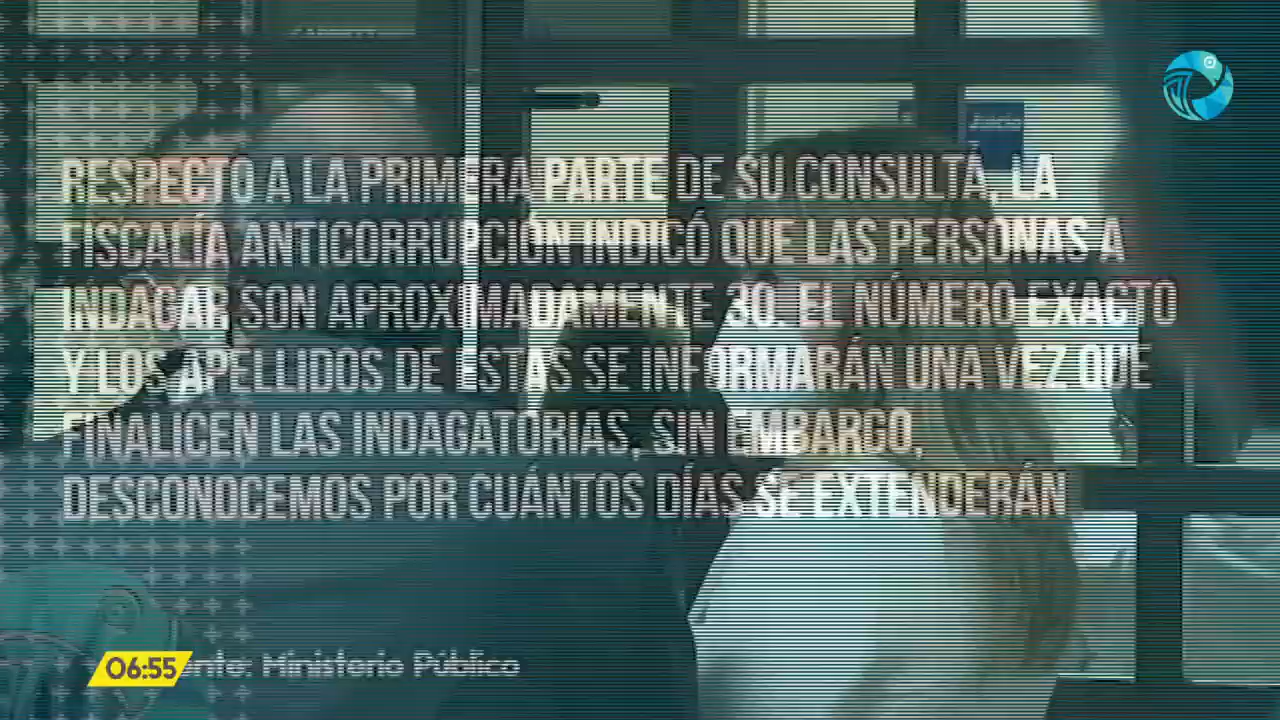 Juicio
RESPECTO A LA PRIMERA PARTE DE SU CONSULTA, LA
FISCALÍA ANTICORRUPCIÓN INDICÓ QUE LAS PERSONAS A
INDAGAR SON APROXIMADAMENTE 30. EL NÚMERO EXACTO
Y LOS APELLIDOS DE ESTAS SE INFORMARÁN UNA VEZ QUE
FINALICEN LAS INDAGATORIAS, SIN EMBARGO,
DESCONOCEMOS POR CUÁNTOS DÍAS SE EXTENDERÁN
06:55 ente: Ministerio Público